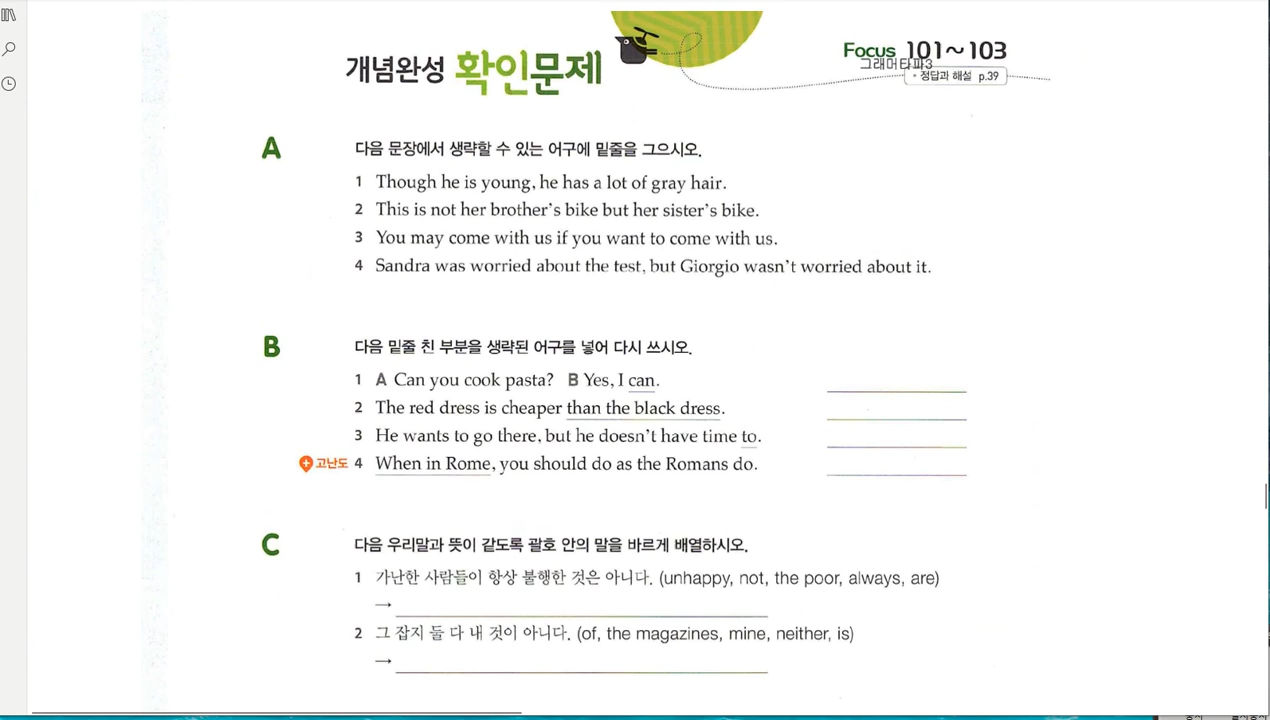 개념완성 확인문제
Focus 101~103
그래머타파3
• 정답과 해설 p.39
A 다음 문장에서 생략할 수 있는 어구에 밑줄을 그으시오.
1 Though he is young, he has a lot of gray hair.
2 This is not her brother's bike but her sister's bike.
3 You may come with us if you want to come with us.
4 Sandra was worried about the test, but Giorgio wasn't worried about it.
B 다음 밑줄 친 부분을 생략된 어구를 넣어 다시 쓰시오.
1 A Can you cook pasta? B Yes, I can.
2 The red dress is cheaper than the black dress.
3 He wants to go there, but he doesn't have time to.
고난도 4 When in Rome, you should do as the Romans do.
C 다음 우리말과 뜻이 같도록 괄호 안의 말을 바르게 배열하시오.
1 가난한 사람들이 항상 불행한 것은 아니다. (unhappy, not, the poor, always, are)
→
2 그 잡지 둘 다 내 것이 아니다. (of, the magazines, mine, neither, is)
→